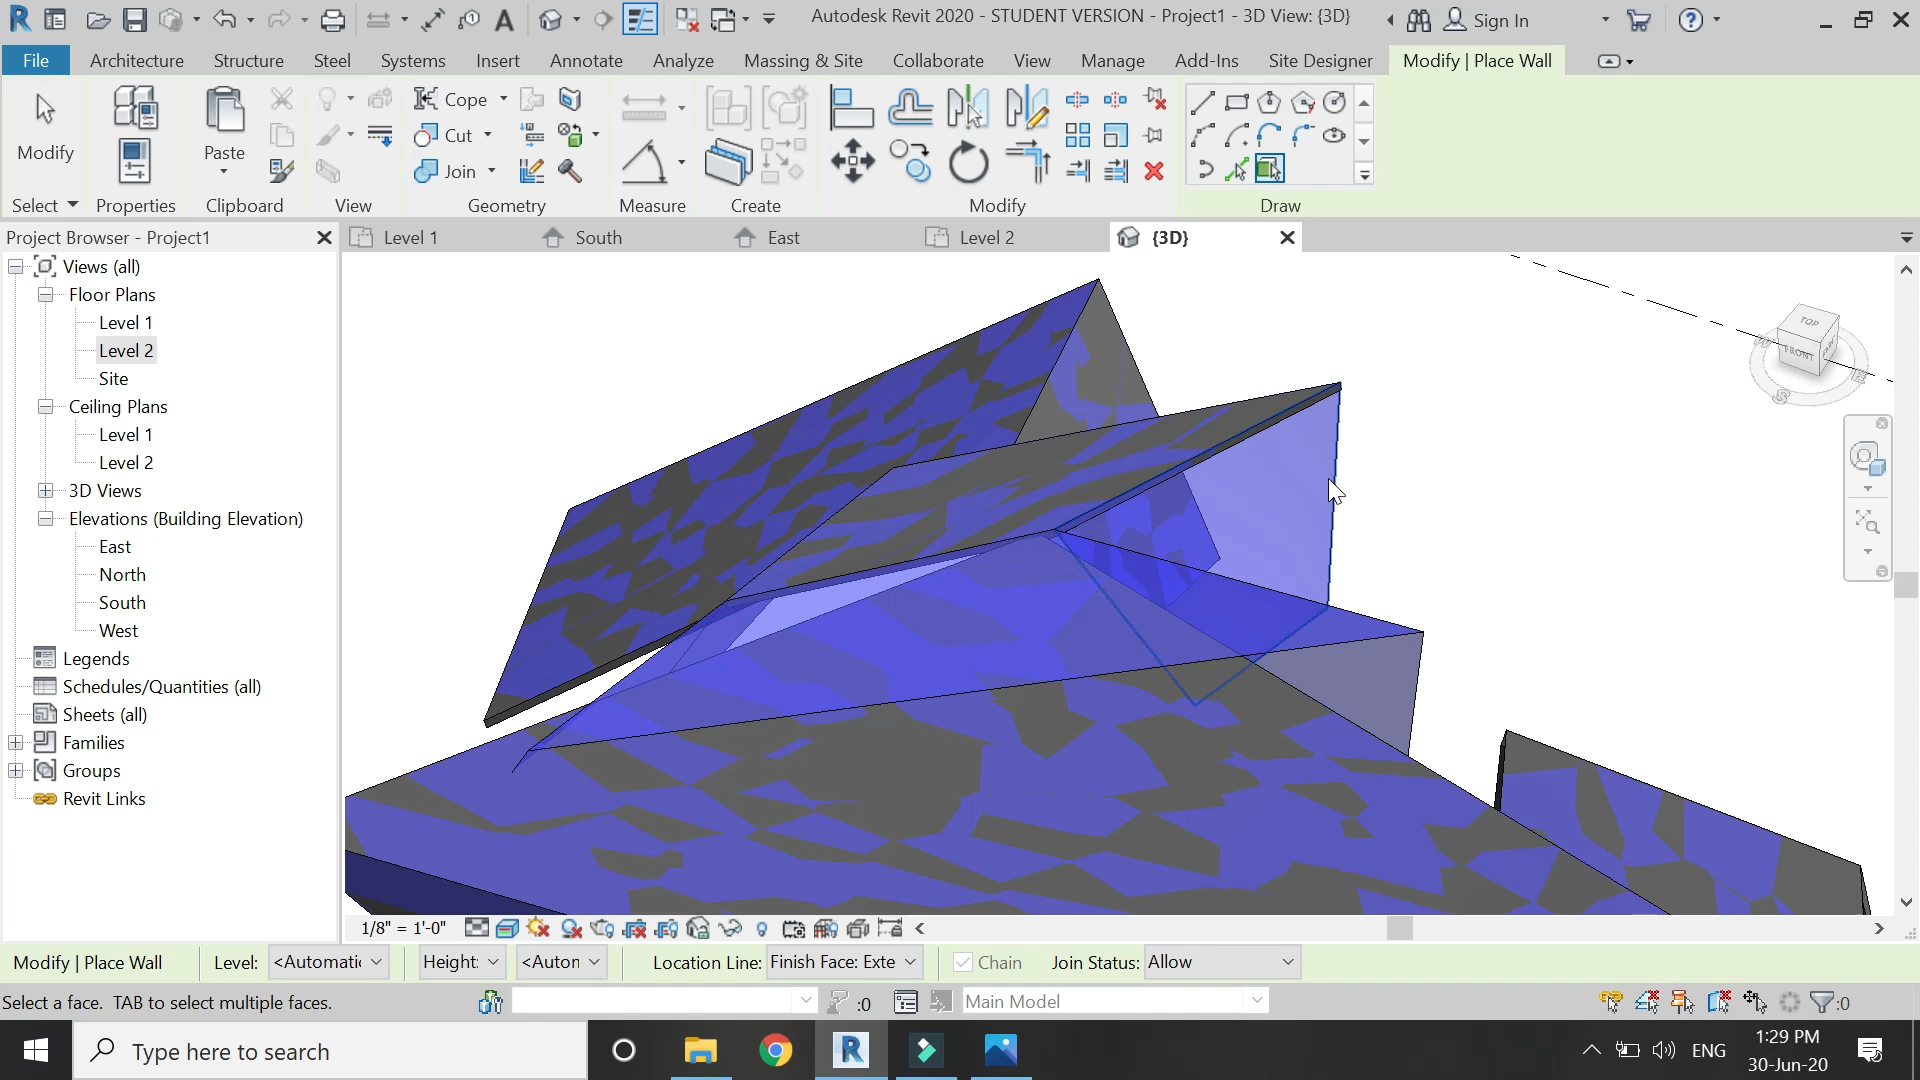 Autodesk Revit 2020 - STUDENT VERSION - Project1 - 3D View: {3D}
Sign In
File
Architecture
Structure
Steel
Systems
Insert
Annotate
Analyze
Massing & Site
Collaborate
View
Manage
Add-Ins
Site Designer
Modify | Place Wall
Modify
Paste
Cope
Cut
Join
Select
Properties
Clipboard
View
Geometry
Measure
Create
Modify
Draw
Project Browser - Project1
Level 1
South
East
Level 2
{3D}
Views (all)
Floor Plans
Level 1
Level 2
Site
Ceiling Plans
Level 1
Level 2
3D Views
Elevations (Building Elevation)
East
North
South
West
Legends
Schedules/Quantities (all)
Sheets (all)
Families
Groups
Revit Links
TOP
FRONT
S
1/8" = 1'-0"
Modify | Place Wall
Level:
<Automatic
Height:
<Auton
Location Line:
Finish Face: Exte
Chain
Join Status:
Allow
Select a face. TAB to select multiple faces.
:0
Main Model
:0
Type here to search
ENG
1:29 PM
30-Jun-20